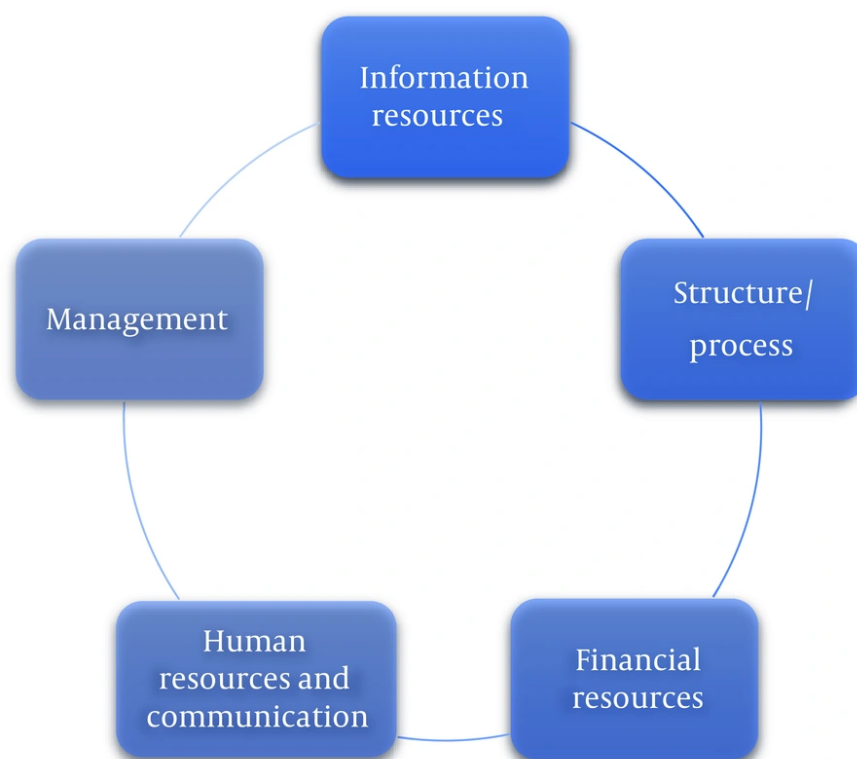 Information
resources
Structure/
process
Financial
resources
Human
resources and
communication
Management